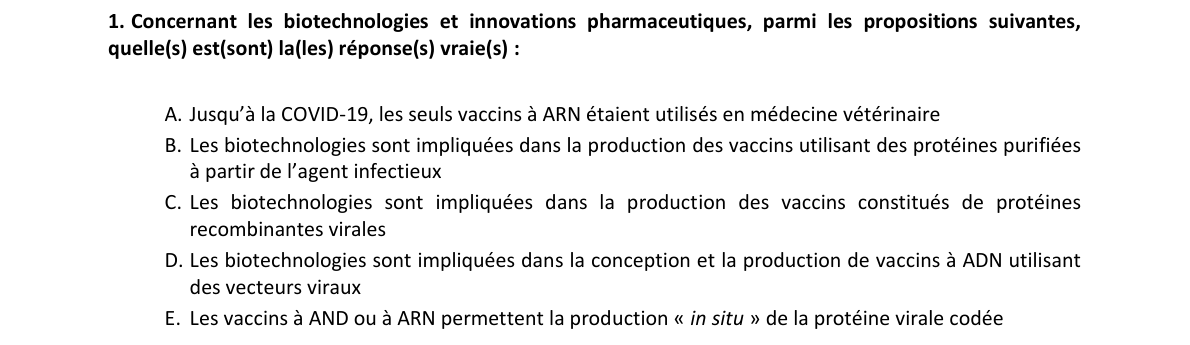 1. Concernant les biotechnologies et innovations pharmaceutiques, parmi les propositions suivantes,
quelle(s) est(sont) la(les) réponse(s) vraie(s) :
A. Jusqu’à la COVID-19, les seuls vaccins à ARN étaient utilisés en médecine vétérinaire
B. Les biotechnologies sont impliquées dans la production des vaccins utilisant des protéines purifiées
à partir de l’agent infectieux
C. Les biotechnologies sont impliquées dans la production des vaccins constitués de protéines
recombinantes virales
D. Les biotechnologies sont impliquées dans la conception et la production de vaccins à ADN utilisant
des vecteurs viraux
E. Les vaccins à AND ou à ARN permettent la production « in situ » de la protéine virale codée